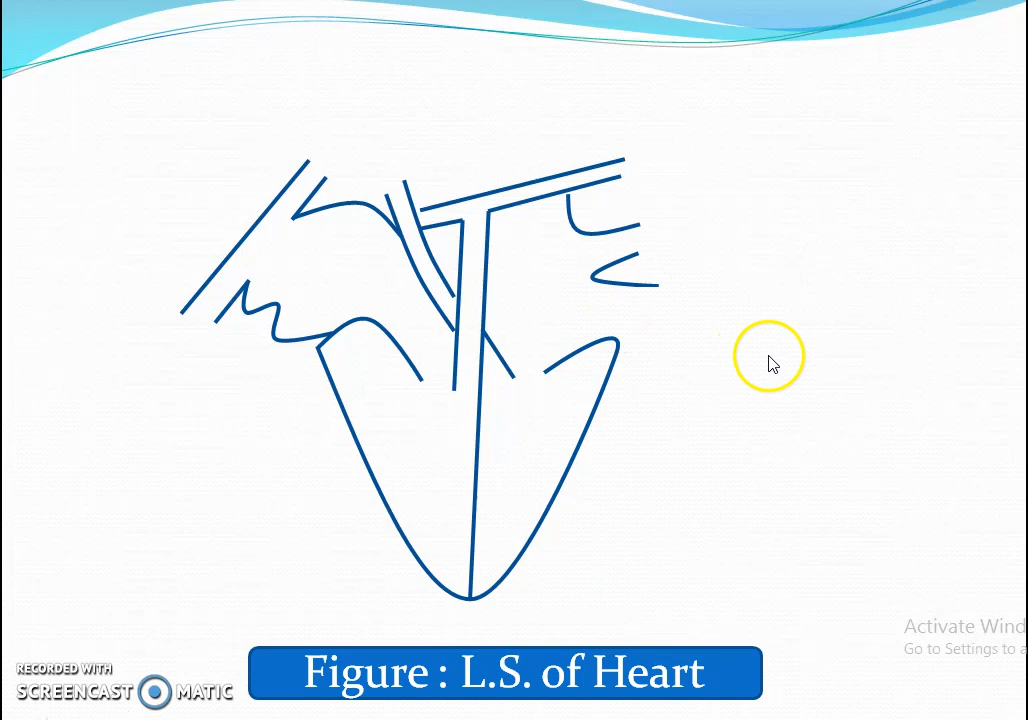 Activate Wind
Go to Settings to a
RECORDED WITH
SCREENCAST MATIC
Figure : L.S. of Heart